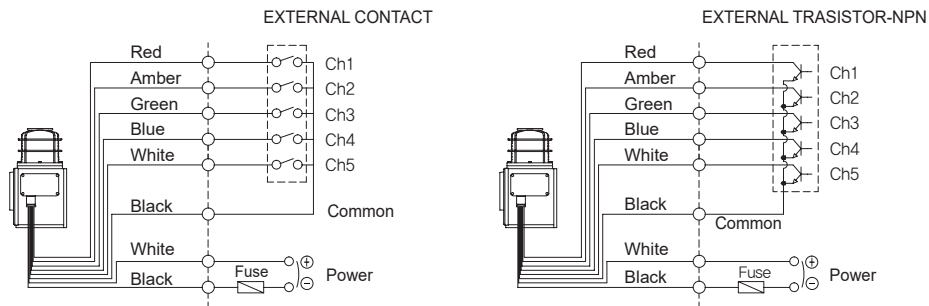 EXTERNAL CONTACT
Red
Ch1
Amber
Ch2
Green
Ch3
Blue
Ch4
White
Ch5
Black
Common
White
Fuse
Power
Black
EXTERNAL TRASISTOR-NPN
Red
Ch1
Amber
Ch2
Green
Ch3
Blue
Ch4
White
Ch5
Black
Common
White
Fuse
Power
Black